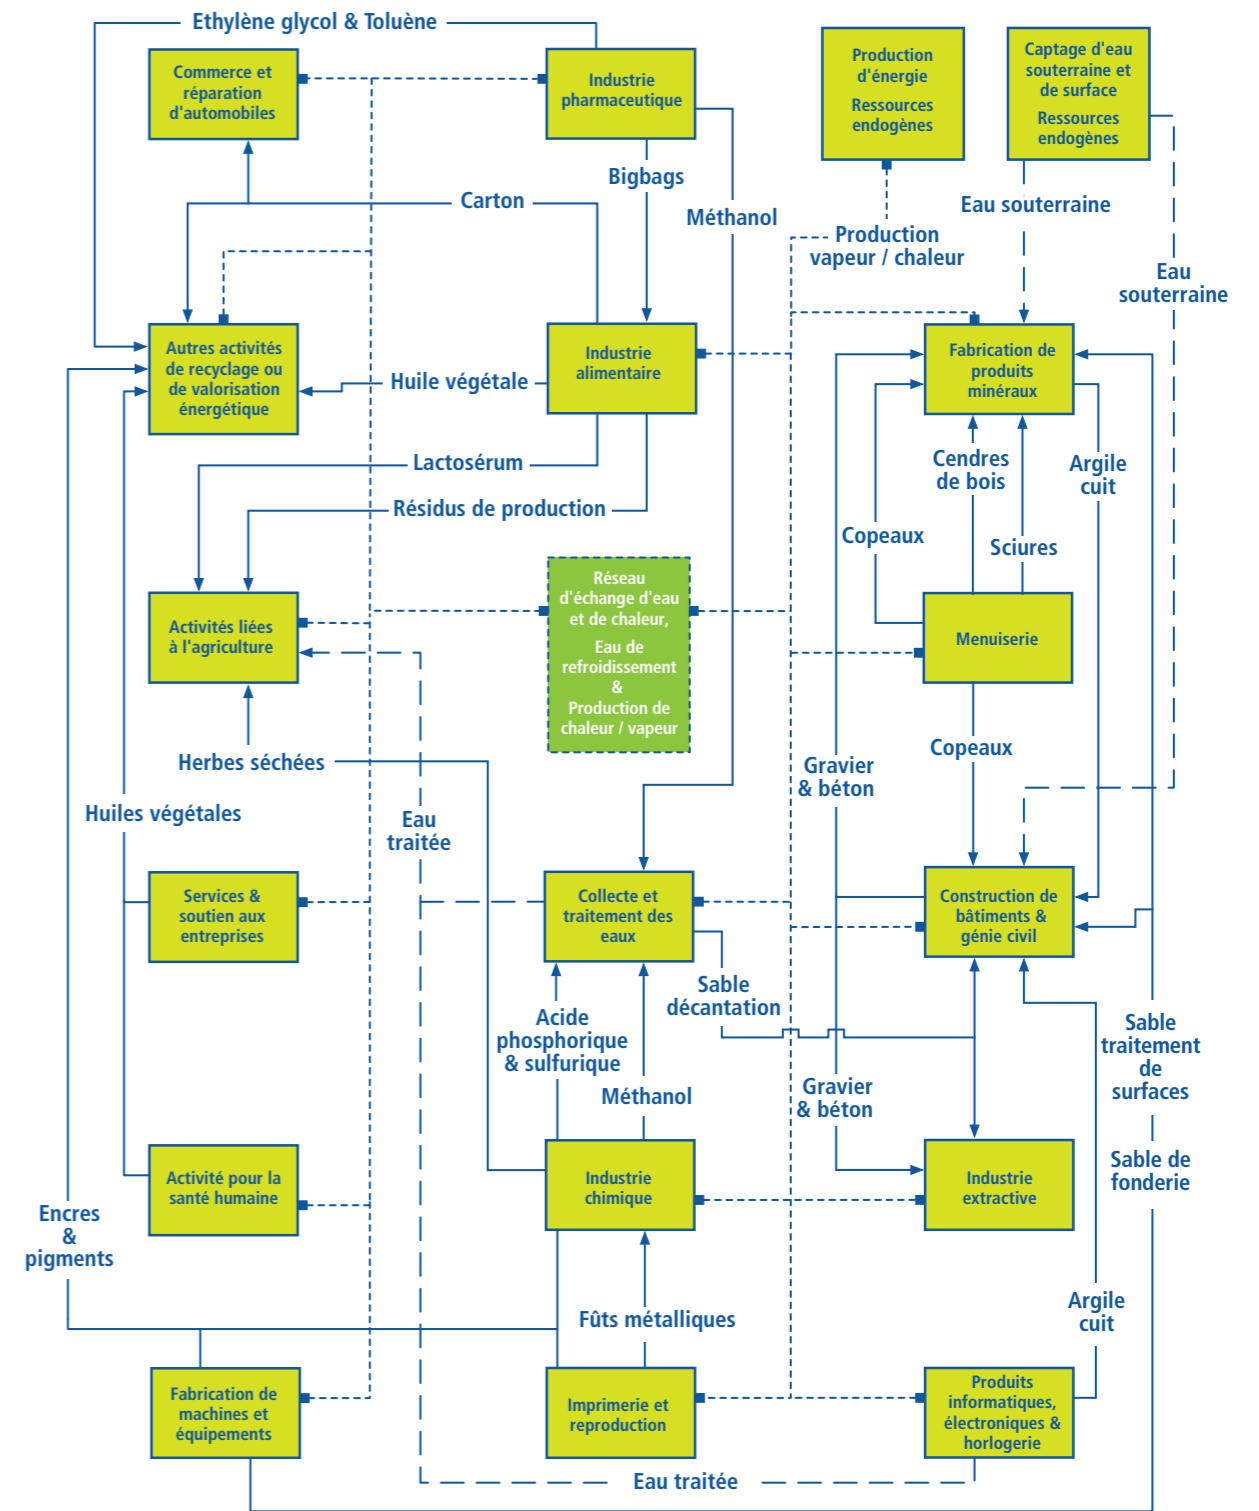 Ethylène glycol & Toluène
Commerce et
réparation
d'automobiles
Industrie
pharmaceutique
Production
d'énergie
Ressources
endogènes
Captage d'eau
souterraine et
de surface
Ressources
endogènes
Bigbags
Carton
Méthanol
Eau souterraine
Production
vapeur / chaleur
Eau
souterraine
Autres activités
de recyclage ou
de valorisation
énergétique
Huile végétale
Industrie
alimentaire
Fabrication de
produits
minéraux
Lactosérum
Résidus de production
Cendres
de bois
Argile
cuit
Copeaux
Sciures
Activités liées
à l'agriculture
Réseau
d'échange d'eau
et de chaleur,
Eau de
refroidissement
&
Production de
chaleur / vapeur
Menuiserie
Herbes séchées
Copeaux
Gravier
& béton
Huiles végétales
Eau
traitée
Services &
soutien aux
entreprises
Collecte et
traitement des
eaux
Construction de
bâtiments &
génie civil
Sable
décantation
Acide
phosphorique
& sulfurique
Sable
traitement
de
surfaces
Méthanol
Gravier
& béton
Activité pour la
santé humaine
Industrie
chimique
Industrie
extractive
Sable de
fonderie
Encres
&
pigments
Fûts métalliques
Argile
cuit
Fabrication de
machines et
équipements
Imprimerie et
reproduction
Produits
informatiques,
électroniques &
horlogerie
Eau traitée